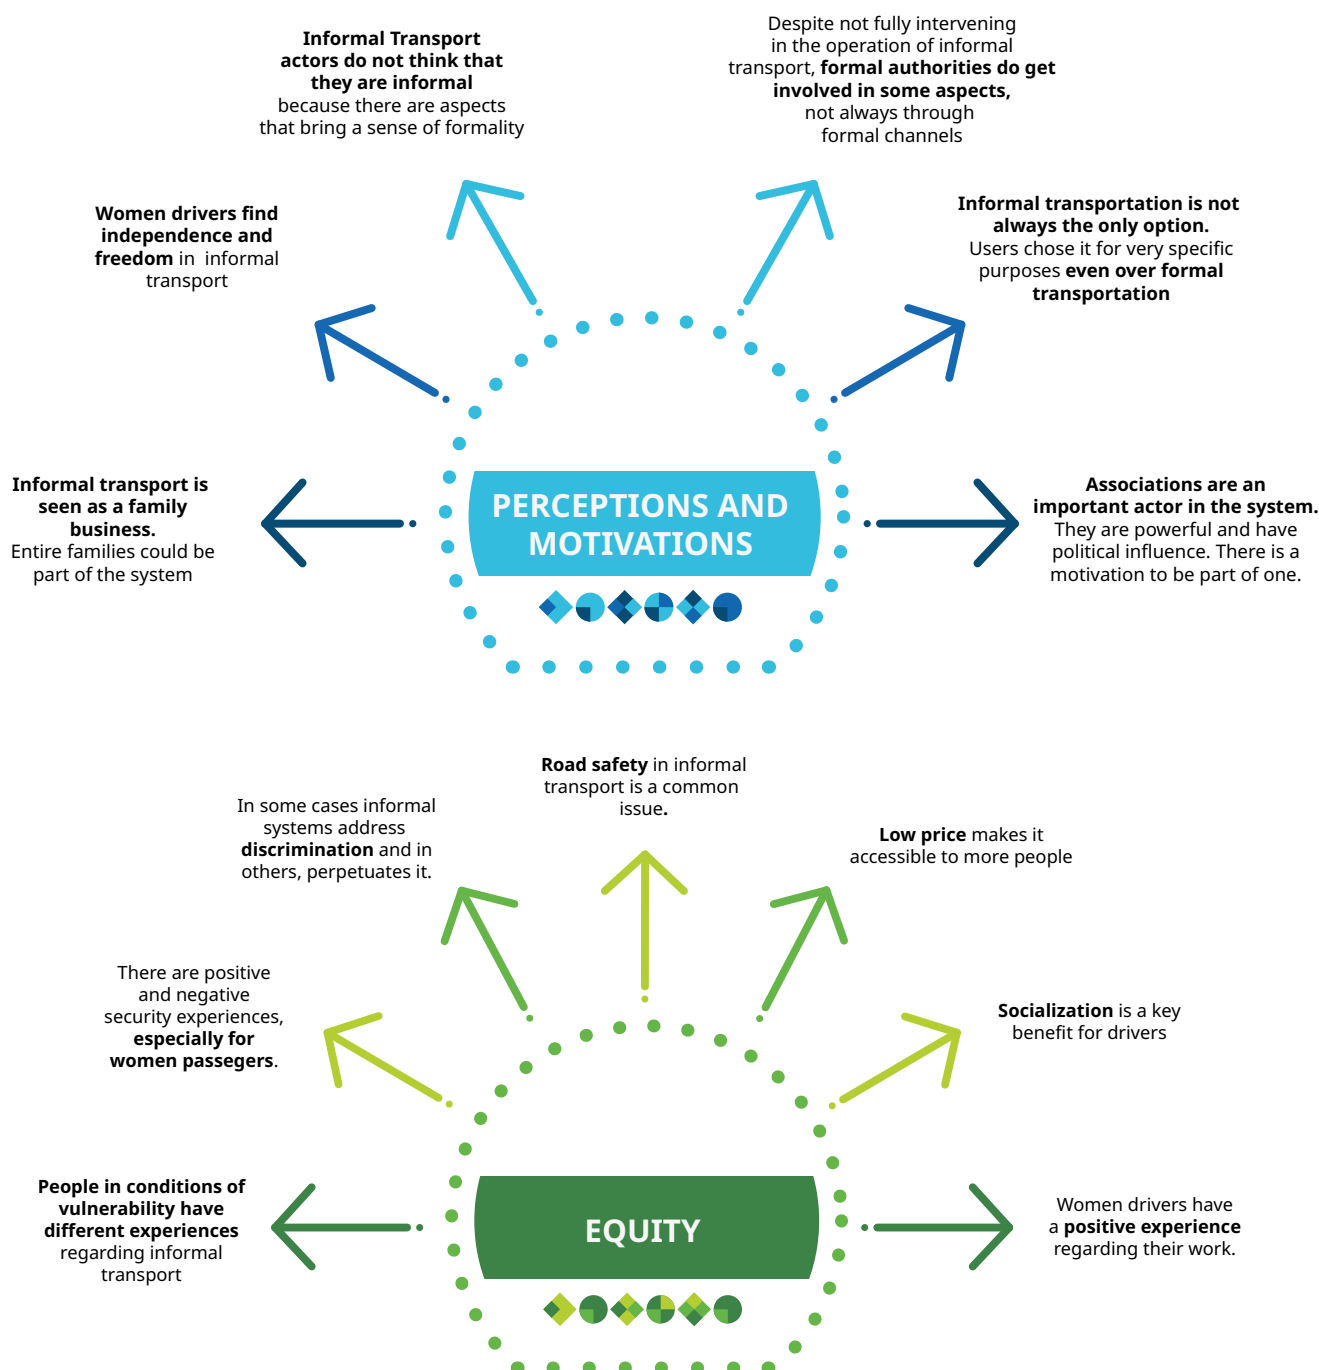 Informal Transport
actors do not think that
they are informal
because there are aspects
that bring a sense of formality
Despite not fully intervening
in the operation of informal
transport, formal authorities do get
involved in some aspects,
not always through
formal channels
Women drivers find
independence and
freedom in informal
transport
Informal transportation is not
always the only option.
Users chose it for very specific
purposes even over formal
transportation
Informal transport is
seen as a family
business.
Entire families could be
part of the system
PERCEPTIONS AND
MOTIVATIONS
Associations are an
important actor in the system.
They are powerful and have
political influence. There is a
motivation to be part of one.
Road safety in informal
transport is a common
issue.
In some cases informal
systems address
discrimination and in
others, perpetuates it.
Low price makes it
accessible to more people
There are positive
and negative
security experiences,
especially for
women passegers.
Socialization is a key
benefit for drivers
People in conditions of
vulnerability have
different experiences
regarding informal
transport
EQUITY
Women drivers have
a positive experience
regarding their work.